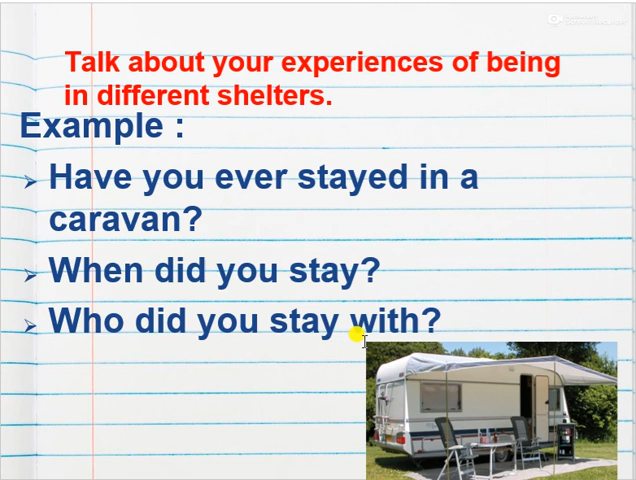 Talk about your experiences of being
in different shelters.
Example :
Have you ever stayed in a
caravan?
When did you stay?
Who did you stay with?